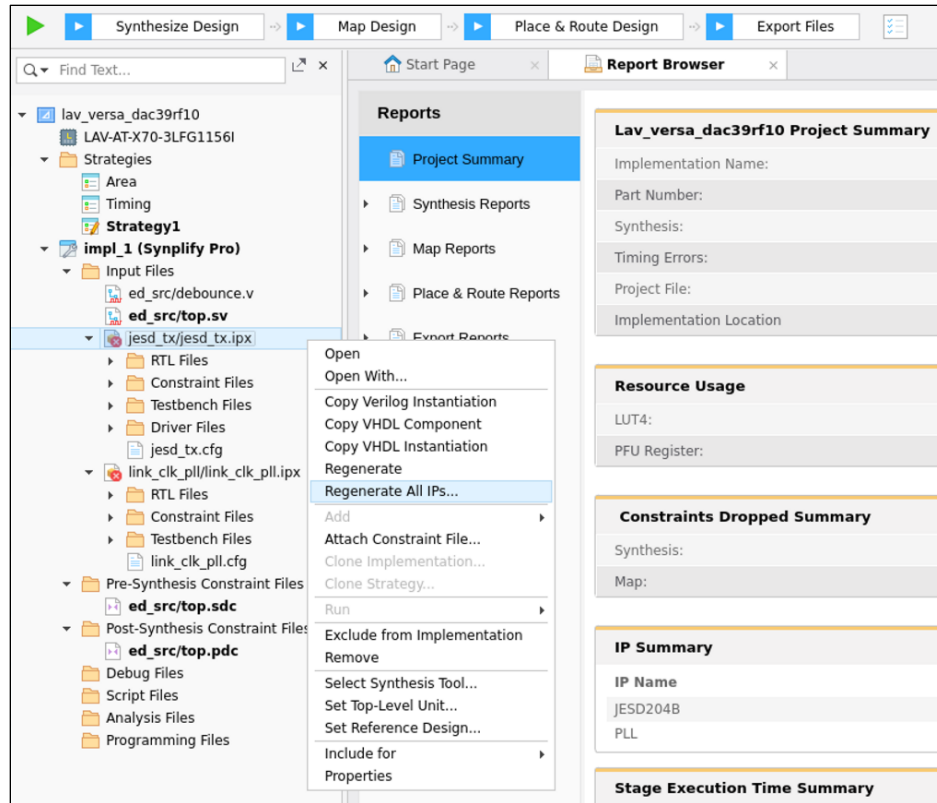 Synthesize Design
Map Design
Place & Route Design
Export Files
Find Text...
Start Page
Report Browser
lav_versa_dac39rf10
LAV-AT-X70-3LFG1156I
Strategies
Area
Timing
Strategy1
impl_1 (Synplify Pro)
Input Files
ed_src/debounce.v
ed_src/top.sv
jesd_tx/jesd_tx.ipx
RTL Files
Constraint Files
Testbench Files
Driver Files
jesd_tx.cfg
link_clk_pll/link_clk_pll.ipx
RTL Files
Constraint Files
Testbench Files
link_clk_pll.cfg
Pre-Synthesis Constraint Files
ed_src/top.sdc
Post-Synthesis Constraint Files
ed_src/top.pdc
Debug Files
Script Files
Analysis Files
Programming Files
Open
Open With...
Copy Verilog Instantiation
Copy VHDL Component
Copy VHDL Instantiation
Regenerate
Regenerate All IPs...
Add
Attach Constraint File...
Clone Implementation...
Clone Strategy...
Run
Exclude from Implementation
Remove
Select Synthesis Tool...
Set Top-Level Unit...
Set Reference Design...
Include for
Properties
Reports
Project Summary
Synthesis Reports
Map Reports
Place & Route Reports
Export Reports
Lav_versa_dac39rf10 Project Summary
Implementation Name:
Part Number:
Synthesis:
Timing Errors:
Project File:
Implementation Location
Resource Usage
LUT4:
PFU Register:
Constraints Dropped Summary
Synthesis:
Map:
IP Summary
IP Name
JESD204B
PLL
Stage Execution Time Summary